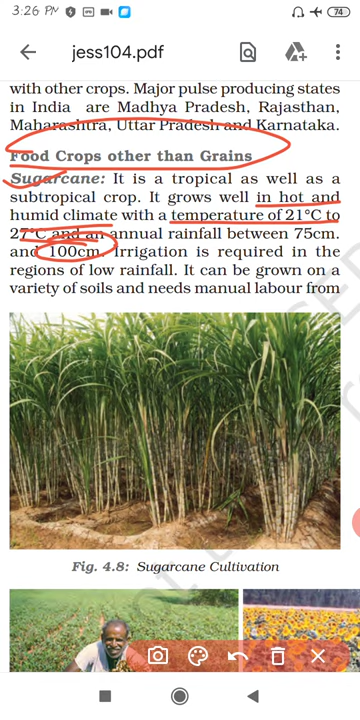 3:26 PM
74
jess104.pdf
with other crops. Major pulse producing states
in India are Madhya Pradesh, Rajasthan,
Maharashtra, Uttar Pradesh and Karnataka.
Food Crops other than Grains
Sugarcane: It is a tropical as well as a
subtropical crop. It grows well in hot and
humid climate with a temperature of 21°C to
27°C and an annual rainfall between 75cm.
and 100cm. Irrigation is required in the
regions of low rainfall. It can be grown on a
variety of soils and needs manual labour from
Fig. 4.8: Sugarcane Cultivation